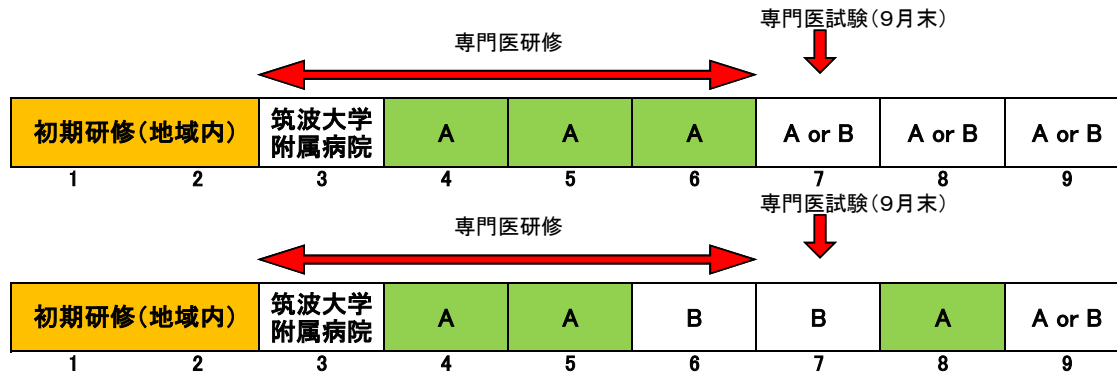 専門医試験(9月末)
専門医研修
初期研修(地域内) 筑波大学附属病院 A A A A or B A or B A or B
1 2 3 4 5 6 7 8 9
専門医試験(9月末)
専門医研修
初期研修(地域内) 筑波大学附属病院 A A B B A A or B
1 2 3 4 5 6 7 8 9